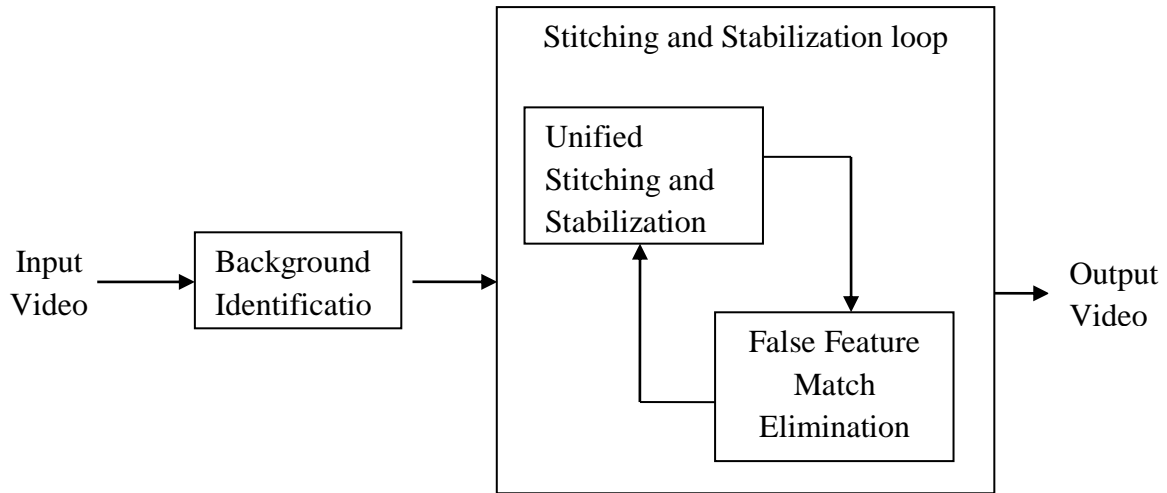 Input
Video
Background
Identificatio
Stitching and Stabilization loop
Unified
Stitching and
Stabilization
False Feature
Match
Elimination
Output
Video